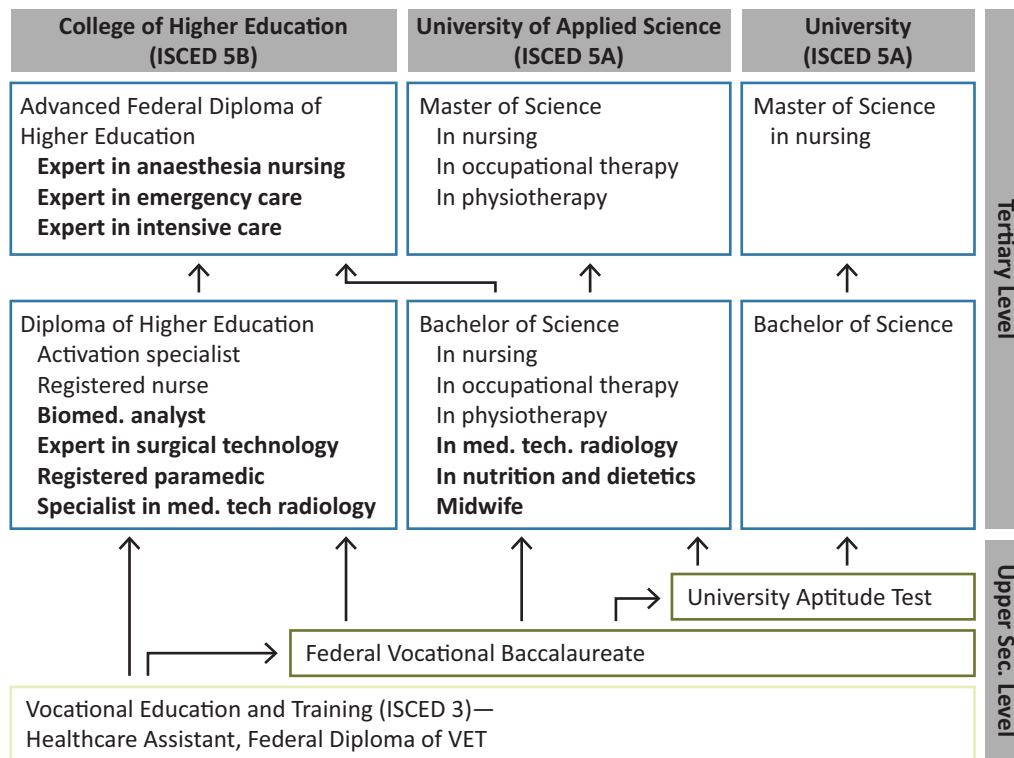 College of Higher Education
(ISCED 5B)
University of Applied Science
(ISCED 5A)
University
(ISCED 5A)
Advanced Federal Diploma of
Higher Education
Expert in anaesthesia nursing
Expert in emergency care
Expert in intensive care
Master of Science
In nursing
In occupational therapy
In physiotherapy
Master of Science
in nursing
Tertiary Level
Diploma of Higher Education
Activation specialist
Registered nurse
Biomed. analyst
Expert in surgical technology
Registered paramedic
Specialist in med. tech radiology
Bachelor of Science
In nursing
In occupational therapy
In physiotherapy
In med. tech. radiology
In nutrition and dietetics
Midwife
Bachelor of Science
University Aptitude Test
Federal Vocational Baccalaureate
Upper Sec. Level
Vocational Education and Training (ISCED 3)—
Healthcare Assistant, Federal Diploma of VET